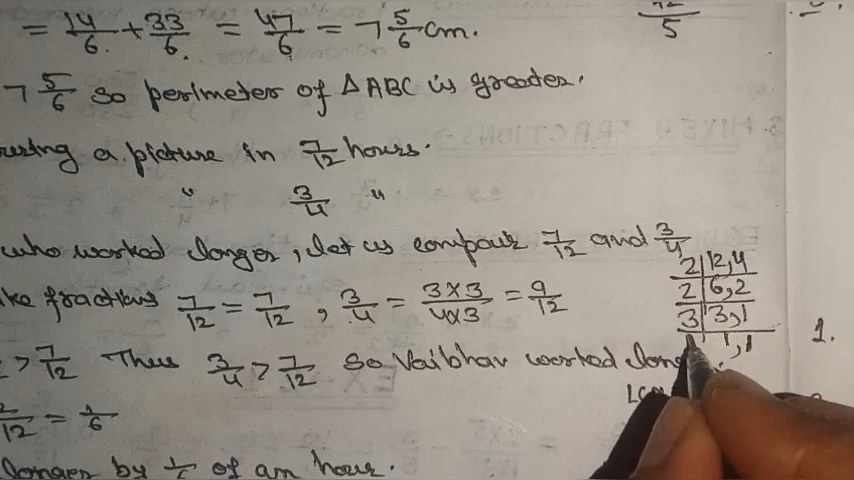 = 14/6 + 33/6 = 47/6 = 7 5/6 cm.
5
7 5/6 so perimeter of ΔABC is greater.
a picture in 7/12 hours.
" 3/4 "
who worked longer, let us compair 7/12 and 3/4
2 | 12, 4
fractions 7/12 = 7/12 , 3/4 = 3×3/4×3 = 9/12
2 | 6, 2
3 | 3, 1
1, 1
1.
> 7/12 Thus 3/4 > 7/12 so Vaibhav worked
/12 = 1/6
longer by 1/6 of an hour.